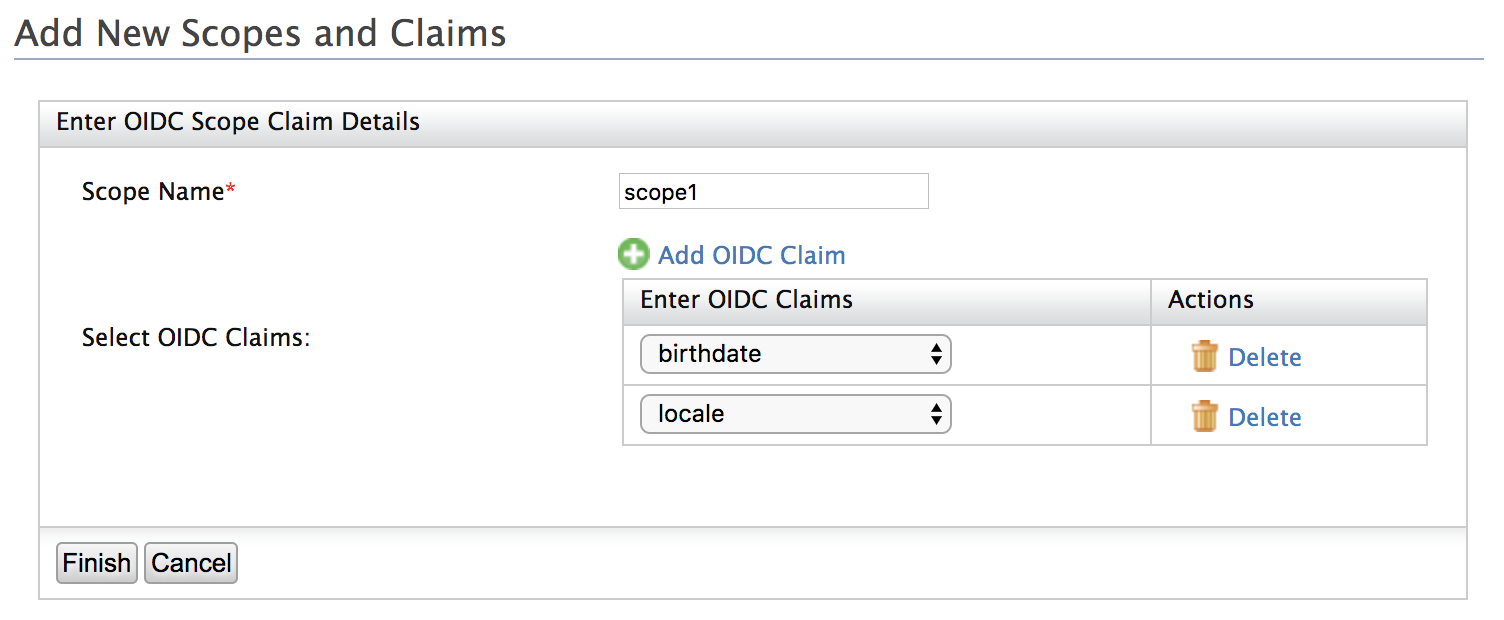 Add New Scopes and Claims
Enter OIDC Scope Claim Details
Scope Name*
scope1
Add OIDC Claim
Select OIDC Claims:
Enter OIDC Claims
Actions
birthdate
Delete
locale
Delete
Finish
Cancel